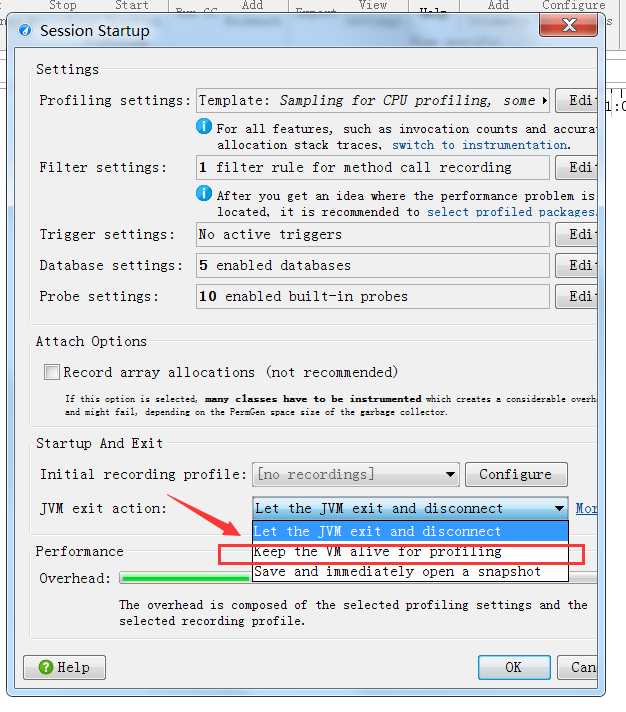 Stop Start Add View Add Configure
Export Help
Session Startup
Settings
Profiling settings: Template: Sampling for CPU profiling, some Edi
For all features, such as invocation counts and accura
allocation stack traces, switch to instrumentation.
Filter settings: 1 filter rule for method call recording Edi
After you get an idea where the performance problem is
located, it is recommended to select profiled packages.
Trigger settings: No active triggers Edi
Database settings: 5 enabled databases Edi
Probe settings: 10 enabled built-in probes Edi
Attach Options
Record array allocations (not recommended)
If this option is selected, many classes have to be instrumented which creates a considerable overhe
and might fail, depending on the PermGen space size of the garbage collector.
Startup And Exit
Initial recording profile: [no recordings] Configure
JVM exit action: Let the JVM exit and disconnect Mor
Let the JVM exit and disconnect
Keep the VM alive for profiling
Save and immediately open a snapshot
Performance
Overhead:
The overhead is composed of the selected profiling settings and the
selected recording profile.
Help OK Can